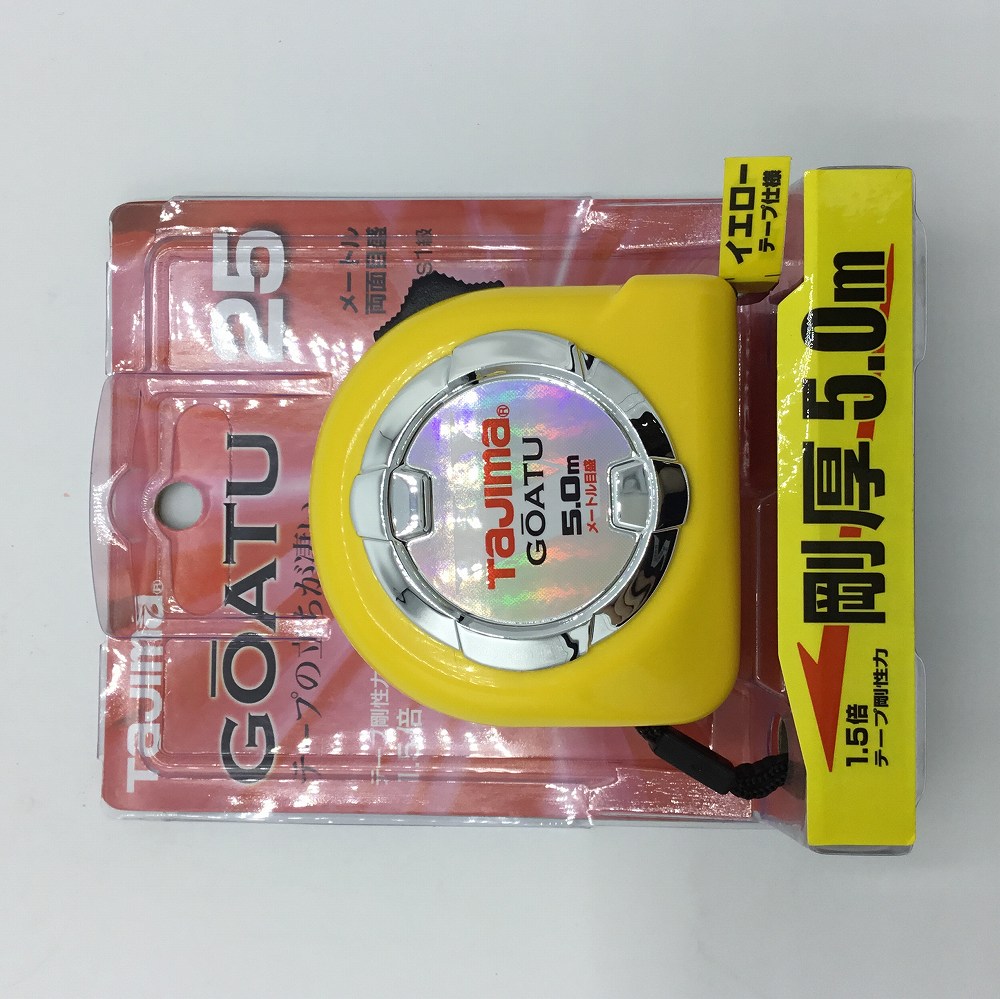 Tajima®
GŌATU
25
テープの立ちが凄い
メートル
両面目盛
テープ剛性力
1.5倍
Tajima®
GŌATU
5.0m
メートル目盛
イエロー
テープ仕様
剛・厚 5.0m
1.5倍
テープ剛性力